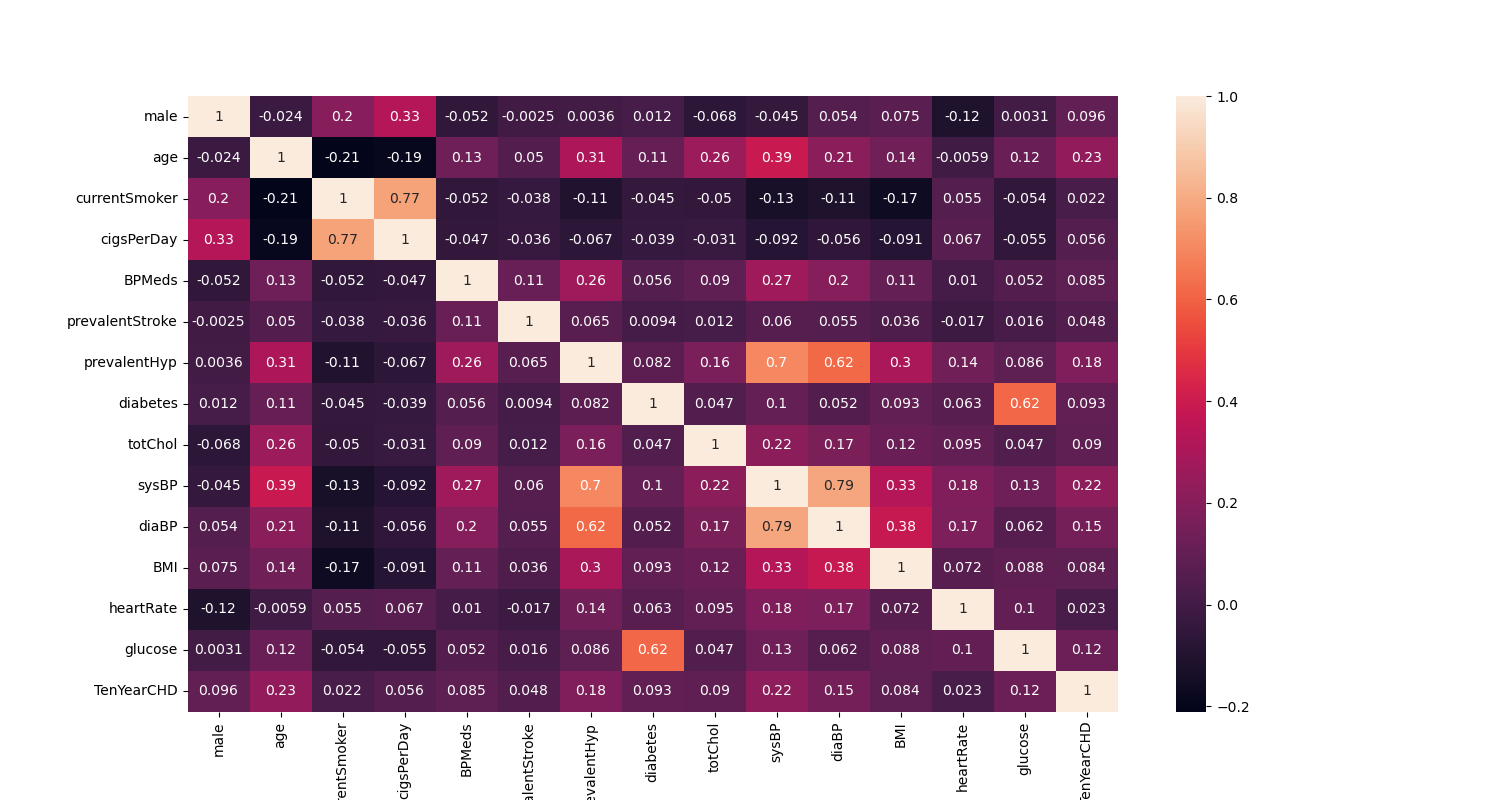 male 1 -0.024 0.2 0.33 -0.052 -0.0025 0.0036 0.012 -0.068 -0.045 0.054 0.075 -0.12 0.0031 0.096
age -0.024 1 -0.21 -0.19 0.13 0.05 0.31 0.11 0.26 0.39 0.21 0.14 -0.0059 0.12 0.23
currentSmoker 0.2 -0.21 1 0.77 -0.052 -0.038 -0.11 -0.045 -0.05 -0.13 -0.11 -0.17 0.055 -0.054 0.022
cigsPerDay 0.33 -0.19 0.77 1 -0.047 -0.036 -0.067 -0.039 -0.031 -0.092 -0.056 -0.091 0.067 -0.055 0.056
BPMeds -0.052 0.13 -0.052 -0.047 1 0.11 0.26 0.056 0.09 0.27 0.2 0.11 0.01 0.052 0.085
prevalentStroke -0.0025 0.05 -0.038 -0.036 0.11 1 0.065 0.0094 0.012 0.06 0.055 0.036 -0.017 0.016 0.048
prevalentHyp 0.0036 0.31 -0.11 -0.067 0.26 0.065 1 0.082 0.16 0.7 0.62 0.3 0.14 0.086 0.18
diabetes 0.012 0.11 -0.045 -0.039 0.056 0.0094 0.082 1 0.047 0.1 0.052 0.093 0.063 0.62 0.093
totChol -0.068 0.26 -0.05 -0.031 0.09 0.012 0.16 0.047 1 0.22 0.17 0.12 0.095 0.047 0.09
sysBP -0.045 0.39 -0.13 -0.092 0.27 0.06 0.7 0.1 0.22 1 0.79 0.33 0.18 0.13 0.22
diaBP 0.054 0.21 -0.11 -0.056 0.2 0.055 0.62 0.052 0.17 0.79 1 0.38 0.17 0.062 0.15
BMI 0.075 0.14 -0.17 -0.091 0.11 0.036 0.3 0.093 0.12 0.33 0.38 1 0.072 0.088 0.084
heartRate -0.12 -0.0059 0.055 0.067 0.01 -0.017 0.14 0.063 0.095 0.18 0.17 0.072 1 0.1 0.023
glucose 0.0031 0.12 -0.054 -0.055 0.052 0.016 0.086 0.62 0.047 0.13 0.062 0.088 0.1 1 0.12
TenYearCHD 0.096 0.23 0.022 0.056 0.085 0.048 0.18 0.093 0.09 0.22 0.15 0.084 0.023 0.12 1
male
age
rentSmoker
cigsPerDay
BPMeds
alentStroke
evalentHyp
diabetes
totChol
sysBP
diaBP
BMI
heartRate
glucose
TenYearCHD
1.0
0.8
0.6
0.4
0.2
0.0
−0.2